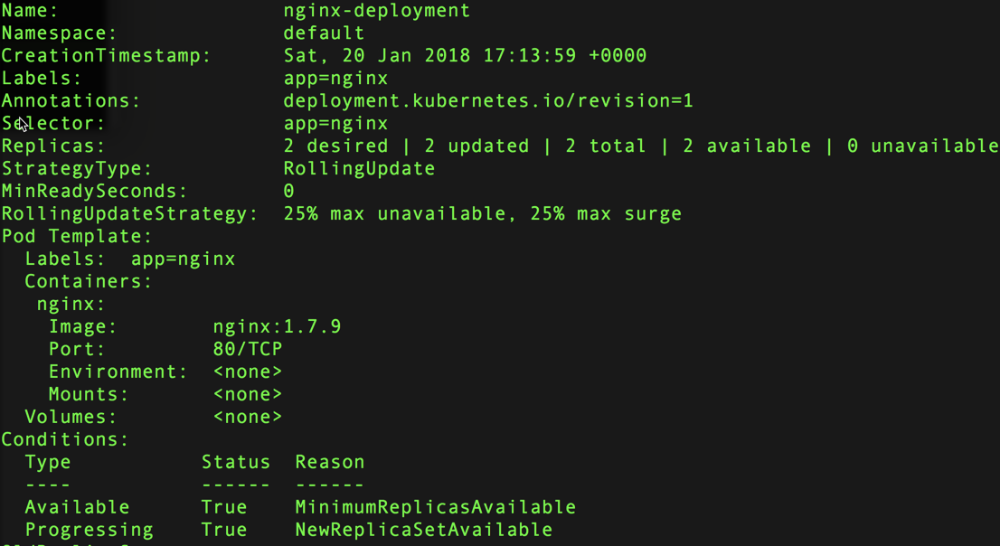 Name:                   nginx-deployment
Namespace:              default
CreationTimestamp:      Sat, 20 Jan 2018 17:13:59 +0000
Labels:                 app=nginx
Annotations:            deployment.kubernetes.io/revision=1
Selector:               app=nginx
Replicas:               2 desired | 2 updated | 2 total | 2 available | 0 unavailable
StrategyType:           RollingUpdate
MinReadySeconds:        0
RollingUpdateStrategy:  25% max unavailable, 25% max surge
Pod Template:
  Labels:  app=nginx
  Containers:
   nginx:
    Image:        nginx:1.7.9
    Port:         80/TCP
    Environment:  <none>
    Mounts:       <none>
  Volumes:        <none>
Conditions:
  Type           Status  Reason
  ----           ------  ------
  Available      True    MinimumReplicasAvailable
  Progressing    True    NewReplicaSetAvailable